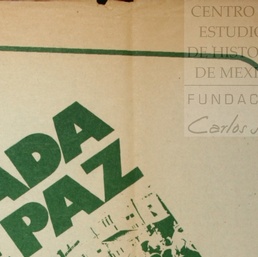 CENTRO
ESTUDIO
DE HISTO
DE MEXI
FUNDAC
Carlos
ADA
PAZ